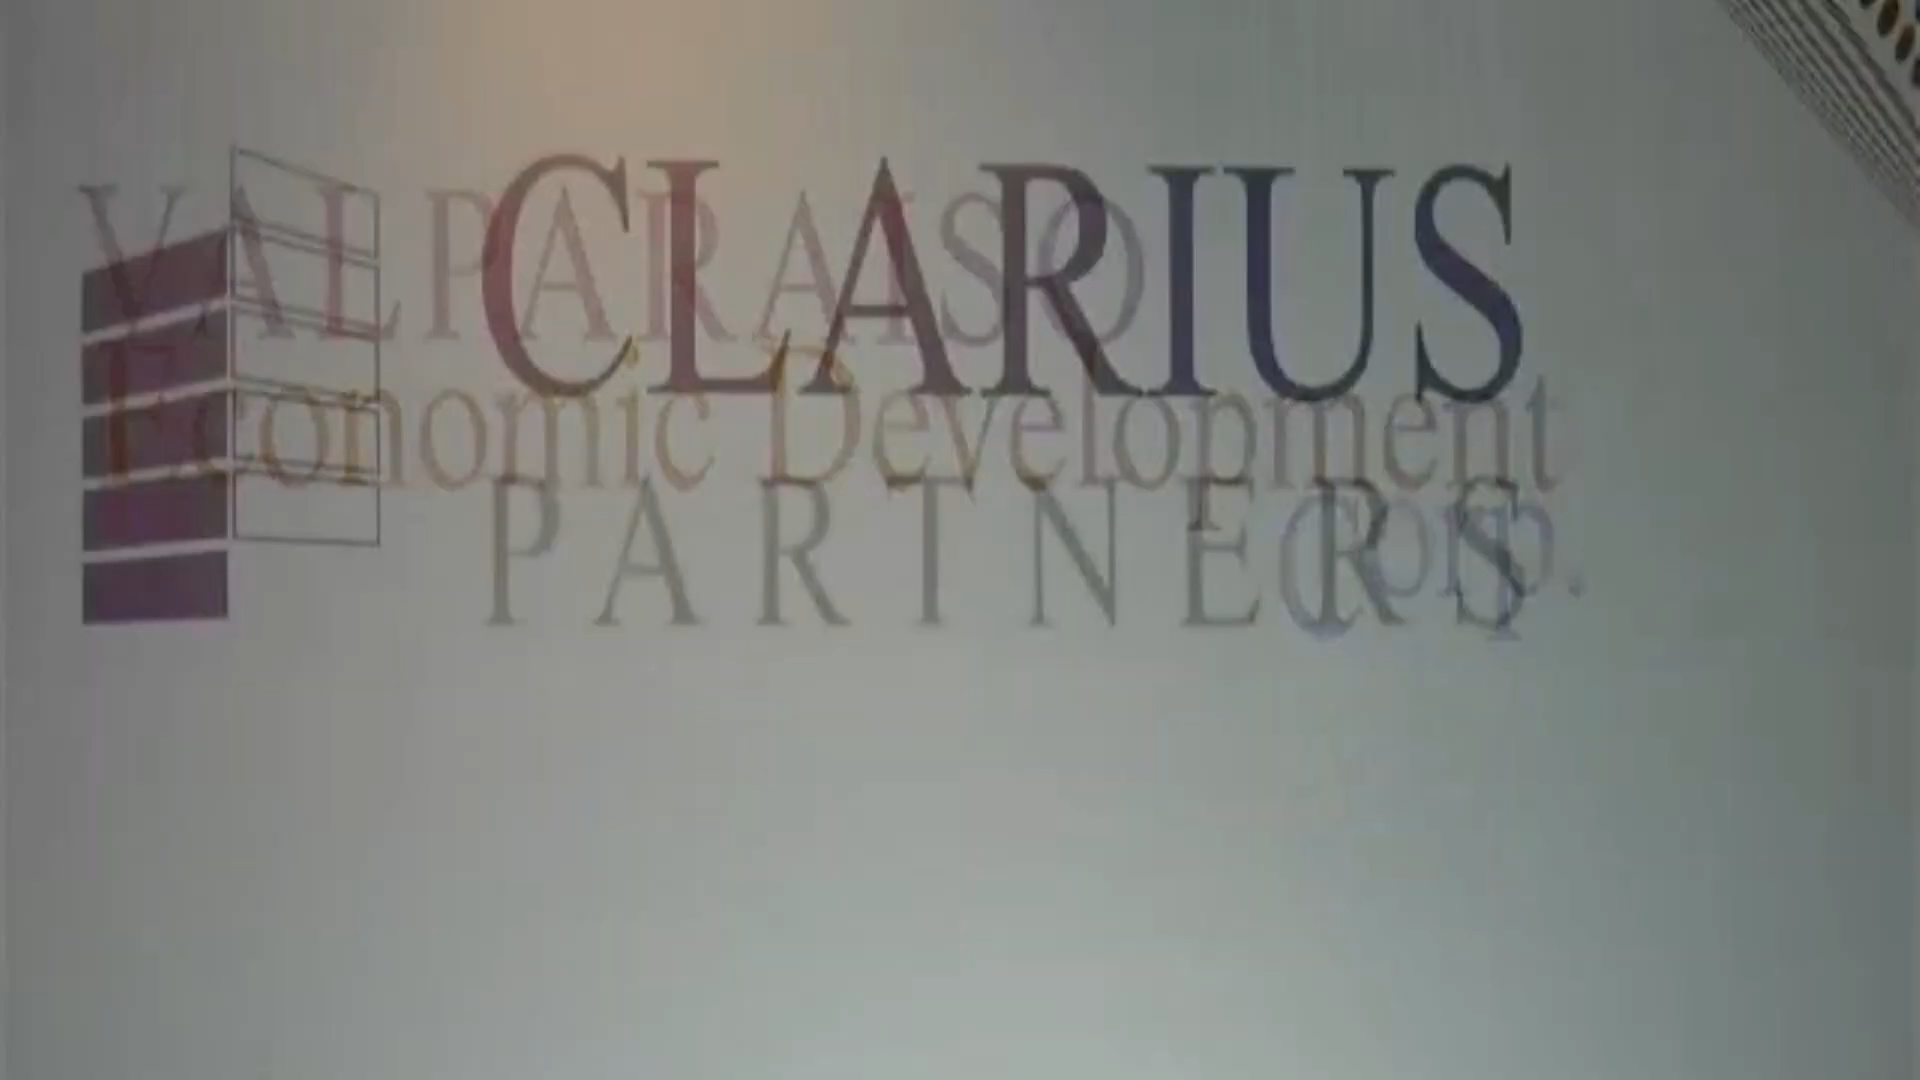 VALPARAISO
Economic Development
Corp.
CLARIUS
PARTNERS